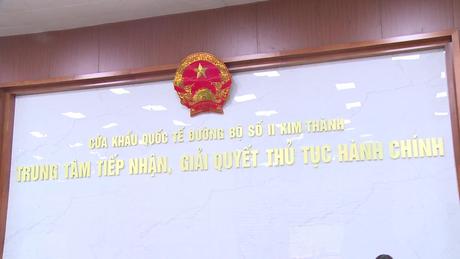 CỬA KHẨU QUỐC TẾ ĐƯỜNG BỘ SỐ II KIM THÀNH
TRUNG TÂM TIẾP NHẬN, GIẢI QUYẾT THỦ TỤC HÀNH CHÍNH